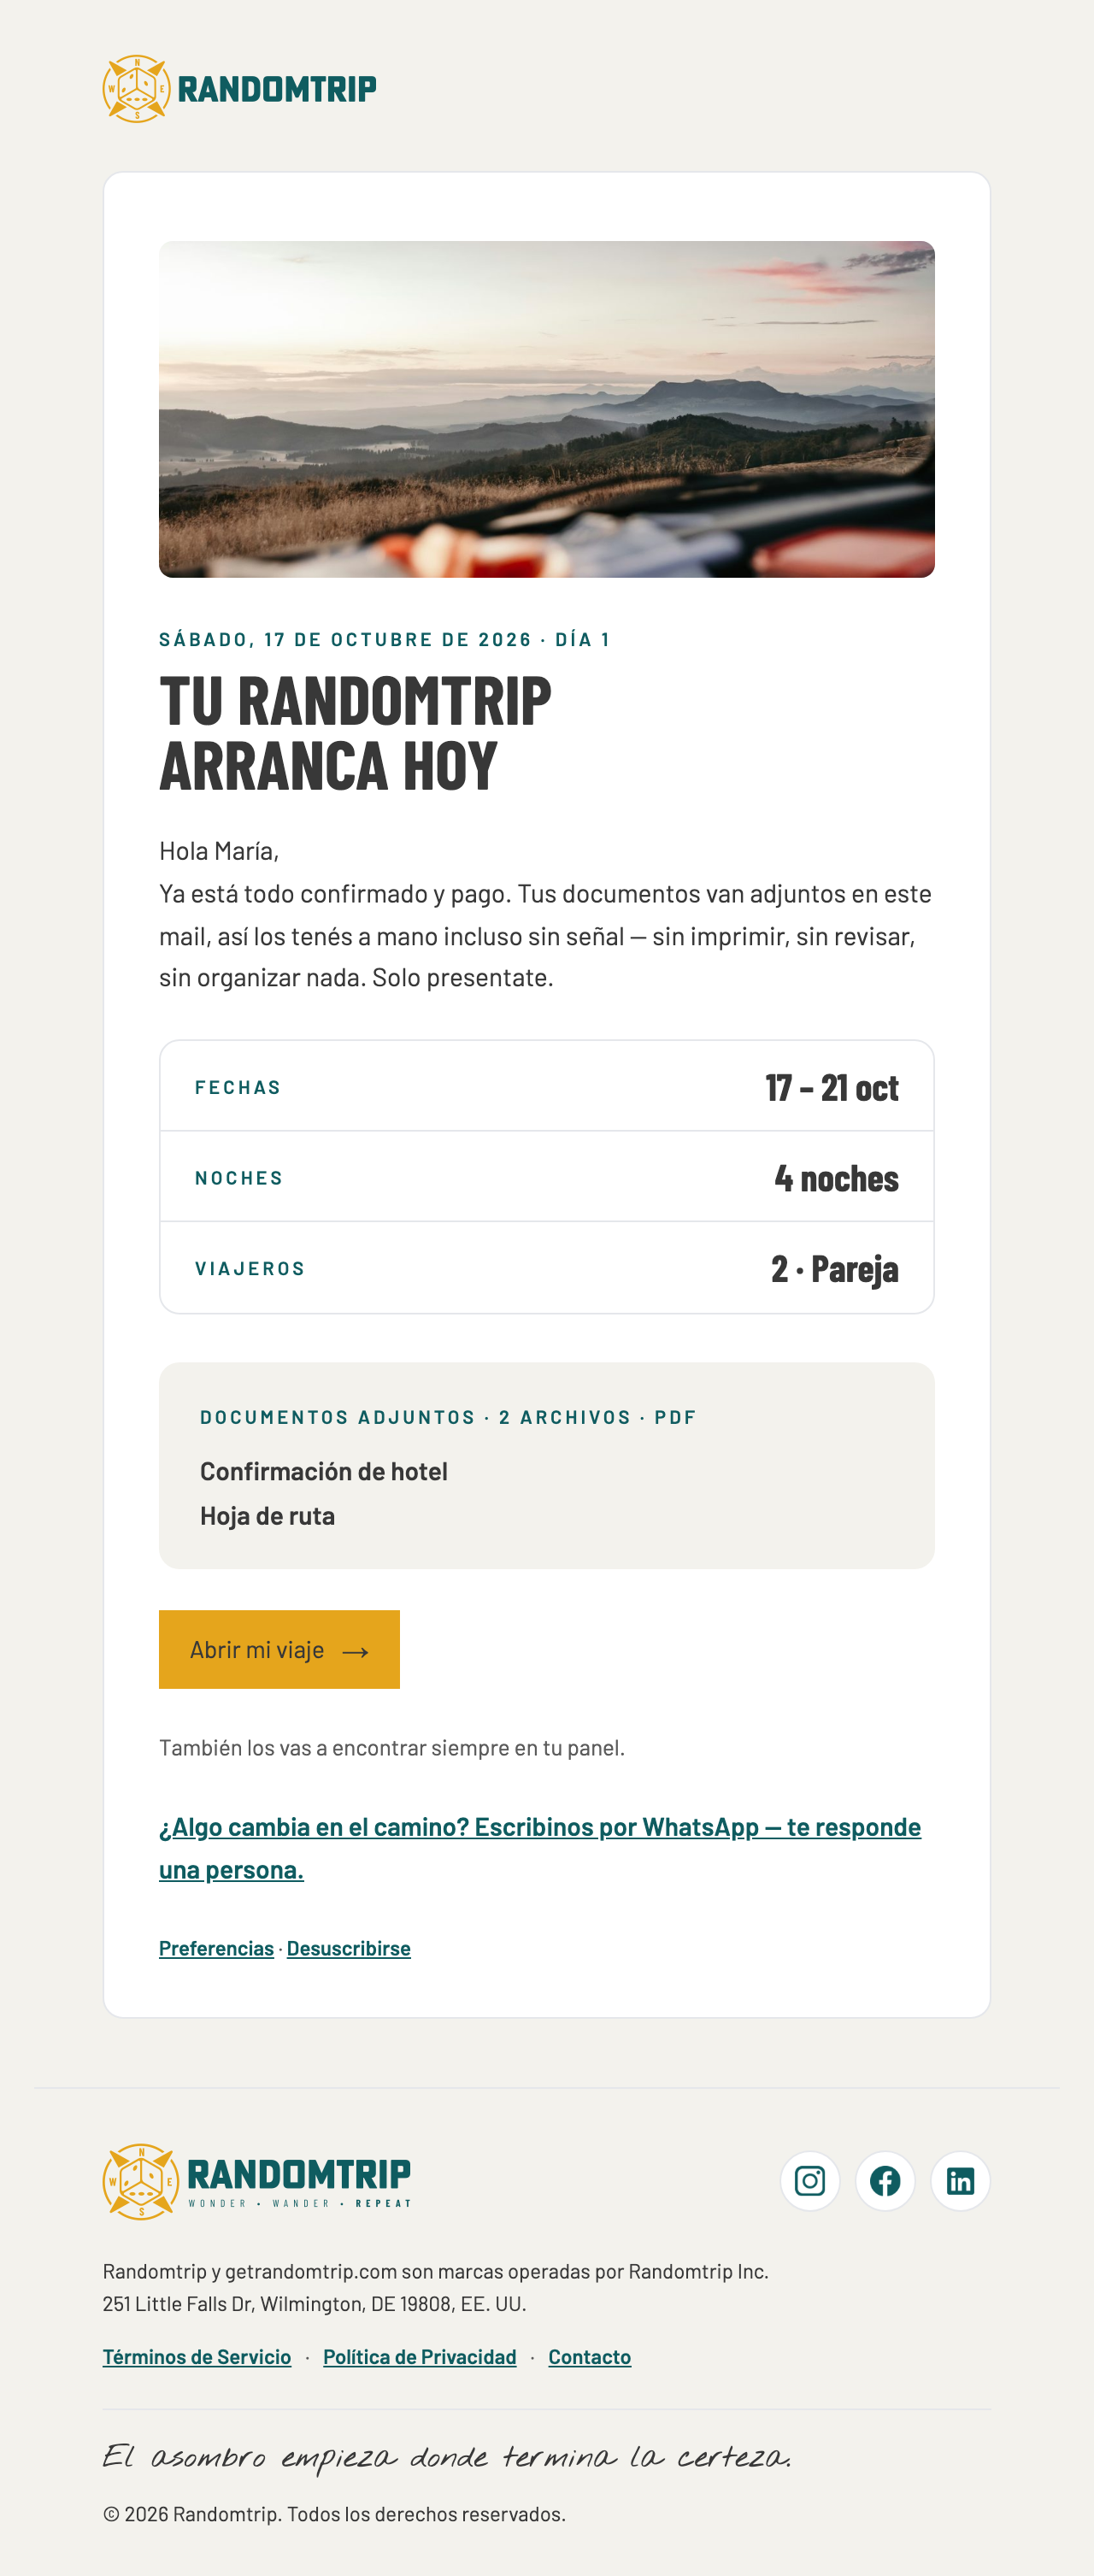 N
W E
S
RANDOMTRIP
SÁBADO, 17 DE OCTUBRE DE 2026 · DÍA 1
TU RANDOMTRIP
ARRANCA HOY
Hola María,
Ya está todo confirmado y pago. Tus documentos van adjuntos en este
mail, así los tenés a mano incluso sin señal — sin imprimir, sin revisar,
sin organizar nada. Solo presentate.
FECHAS 17 – 21 oct
NOCHES 4 noches
VIAJEROS 2 · Pareja
DOCUMENTOS ADJUNTOS · 2 ARCHIVOS · PDF
Confirmación de hotel
Hoja de ruta
Abrir mi viaje →
También los vas a encontrar siempre en tu panel.
¿Algo cambia en el camino? Escribinos por WhatsApp — te responde
una persona.
Preferencias · Desuscribirse
N
W E
S
RANDOMTRIP
WONDER • WANDER • REPEAT
in
Randomtrip y getrandomtrip.com son marcas operadas por Randomtrip Inc.
251 Little Falls Dr, Wilmington, DE 19808, EE. UU.
Términos de Servicio · Política de Privacidad · Contacto
El asombro empieza donde termina la certeza.
© 2026 Randomtrip. Todos los derechos reservados.